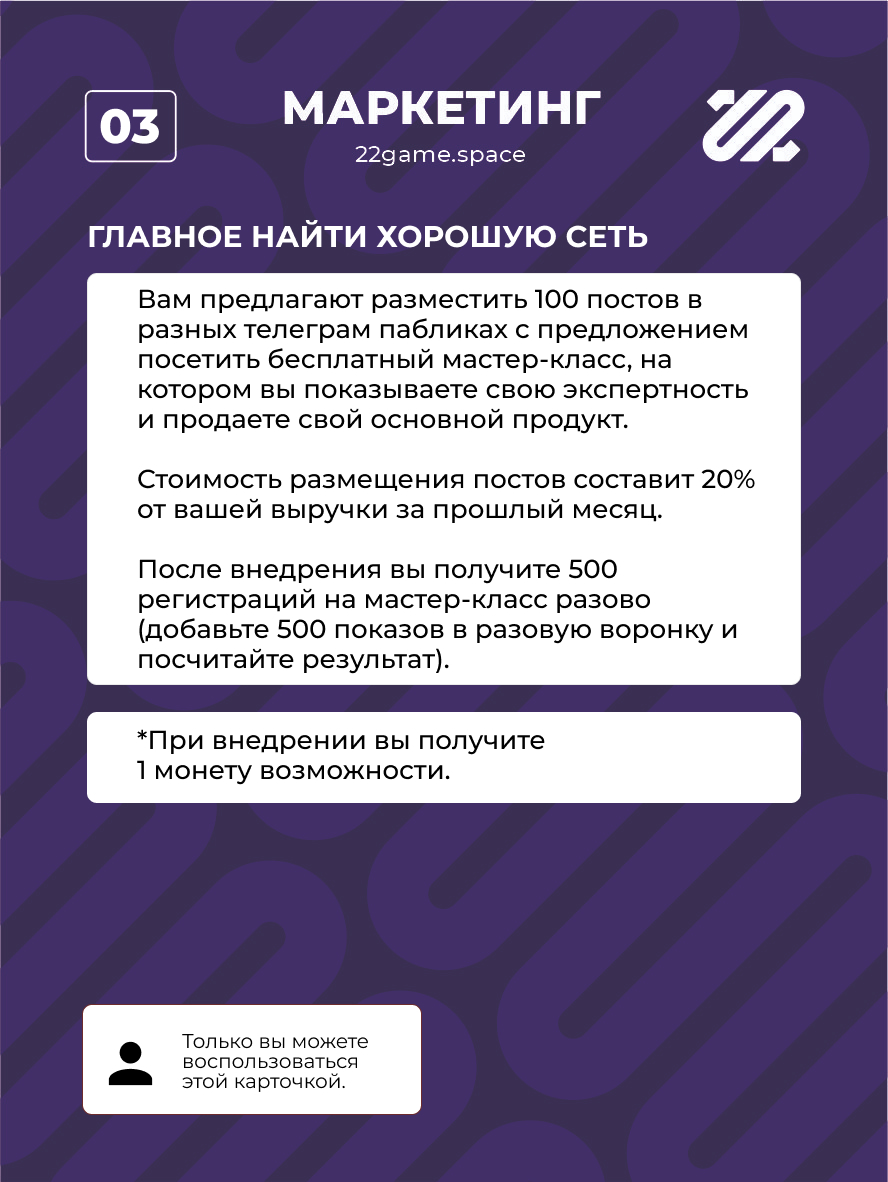 03
МАРКЕТИНГ
22game.space
ГЛАВНОЕ НАЙТИ ХОРОШУЮ СЕТЬ
Вам предлагают разместить 100 постов в
разных телеграм пабликах с предложением
посетить бесплатный мастер-класс, на
котором вы показываете свою экспертность
и продаете свой основной продукт.
Стоимость размещения постов составит 20%
от вашей выручки за прошлый месяц.
После внедрения вы получите 500
регистраций на мастер-класс разово
(добавьте 500 показов в разовую воронку и
посчитайте результат).
*При внедрении вы получите
1 монету возможности.
Только вы можете
воспользоваться
этой карточкой.